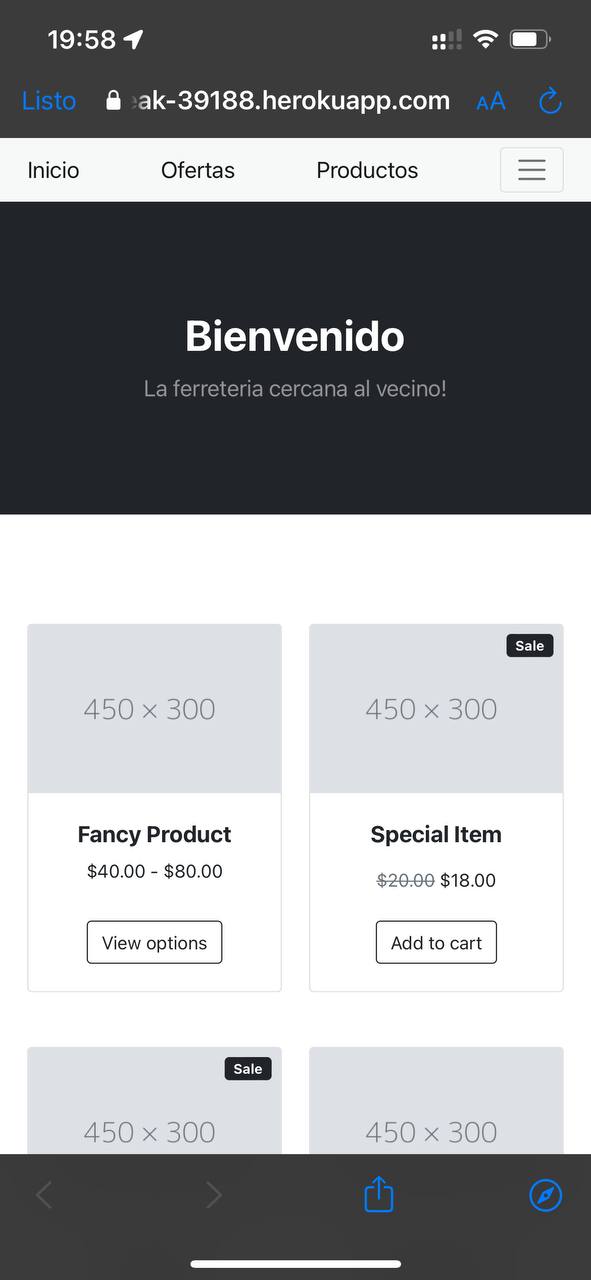 19:58
Listo
ak-39188.herokuapp.com
AA
Inicio Ofertas Productos
Bienvenido
La ferreteria cercana al vecino!
450 × 300
Fancy Product
$40.00 - $80.00
View options
Sale
450 × 300
Special Item
$20.00 $18.00
Add to cart
Sale
450 × 300
450 × 300